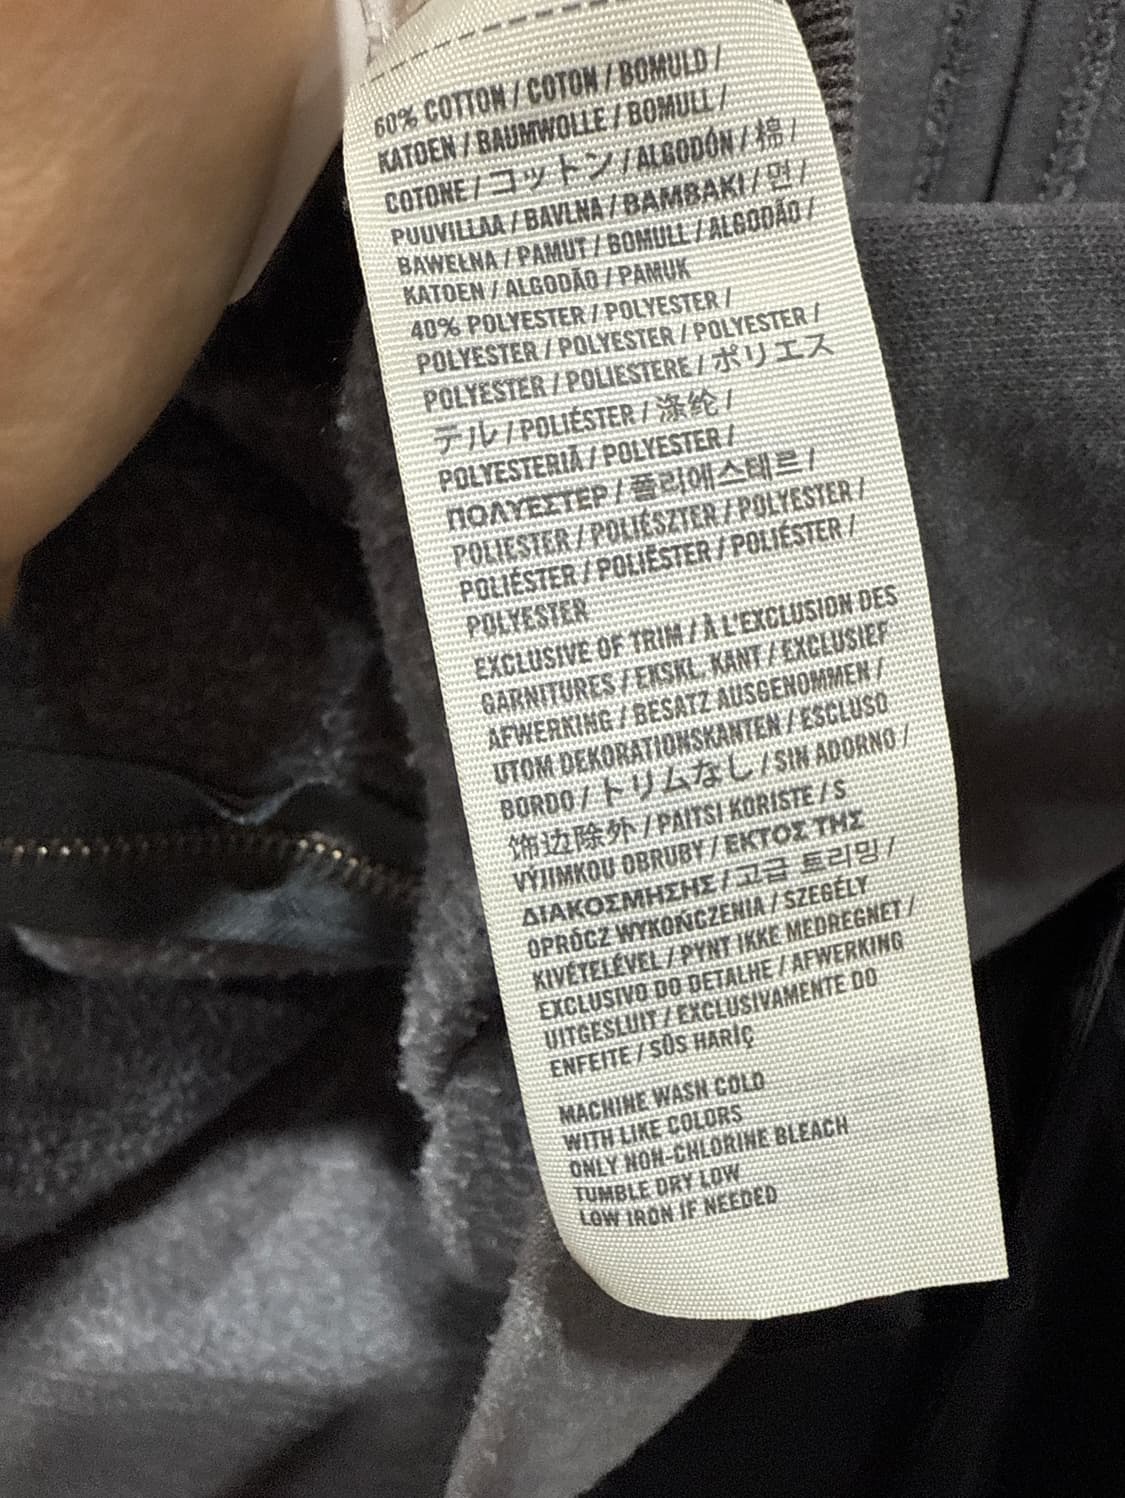 60% COTTON / COTON / BOMULD /
KATOEN / BAUMWOLLE / BOMULL /
COTONE / コットン / ALGODÓN / 棉 /
PUUVILLAA / BAVLNA / BAMBAKI / 면 /
BAWEŁNA / PAMUT / BOMULL / ALGODÃO /
KATOEN / ALGODÃO / PAMUK
40% POLYESTER / POLYESTER /
POLYESTER / POLYESTER / POLYESTER /
POLYESTER / POLIESTERE / ポリエス
テル / POLIÉSTER / 涤纶 /
POLYESTERIÄ / POLYESTER /
ΠΟΛΥΕΣΤΕΡ / 폴리에스테르 /
POLIESTER / POLIÉSZTER / POLYESTER /
POLIÉSTER / POLIËSTER / POLIÉSTER /
POLYESTER
EXCLUSIVE OF TRIM / À L'EXCLUSION DES
GARNITURES / EKSKL. KANT / EXCLUSIEF
AFWERKING / BESATZ AUSGENOMMEN /
UTOM DEKORATIONSKANTEN / ESCLUSO
BORDO / トリムなし / SIN ADORNO /
饰边除外 / PAITSI KORISTE / S
VÝJIMKOU OBRUBY / ΕΚΤΟΣ ΤΗΣ
ΔΙΑΚΟΣΜΗΣΗΣ / 고급 트리밍 /
OPRÓCZ WYKOŃCZENIA / SZEGÉLY
KIVÉTELÉVEL / PYNT IKKE MEDREGNET /
EXCLUSIVO DO DETALHE / AFWERKING
UITGESLUIT / EXCLUSIVAMENTE DO
ENFEITE / SÜS HARİÇ
MACHINE WASH COLD
WITH LIKE COLORS
ONLY NON-CHLORINE BLEACH
TUMBLE DRY LOW
LOW IRON IF NEEDED